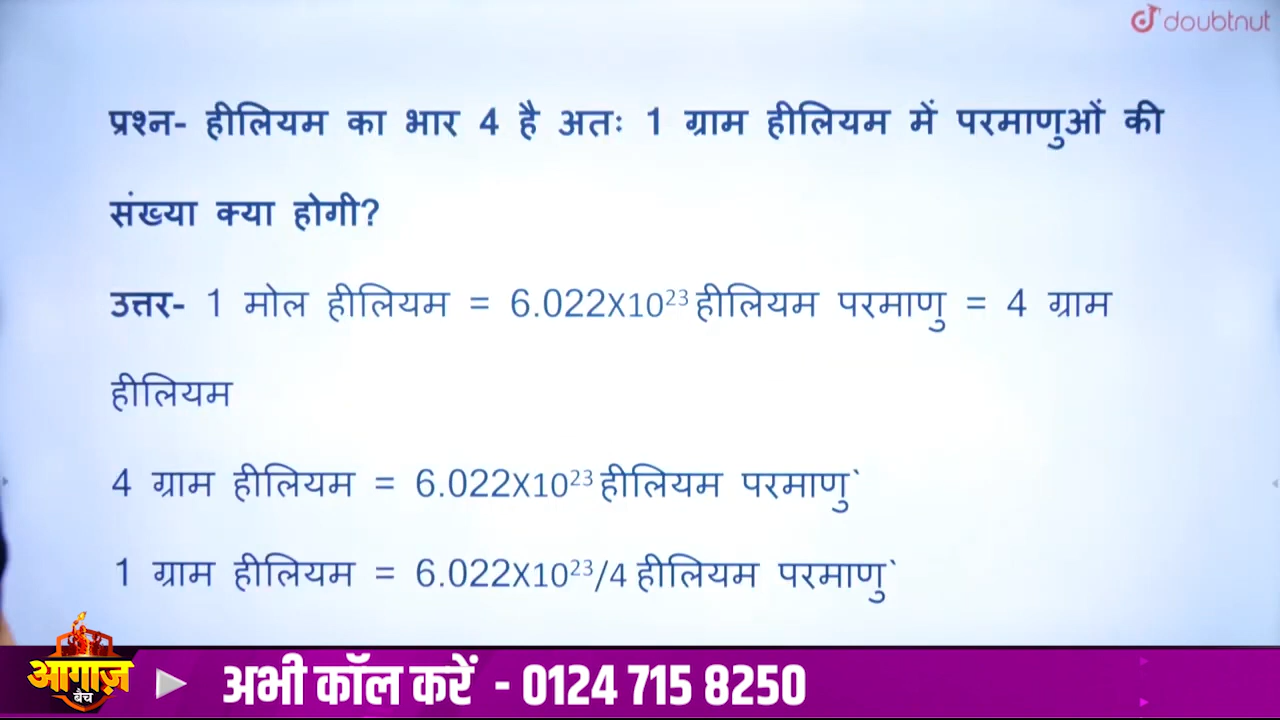 doubtnut
प्रश्न- हीलियम का भार 4 है अतः 1 ग्राम हीलियम में परमाणुओं की
संख्या क्या होगी?
उत्तर- 1 मोल हीलियम = 6.022X10²³ हीलियम परमाणु = 4 ग्राम
हीलियम
4 ग्राम हीलियम = 6.022X10²³ हीलियम परमाणु`
1 ग्राम हीलियम = 6.022X10²³/4 हीलियम परमाणु`
आगाज़
बैच
अभी कॉल करें - 0124 715 8250